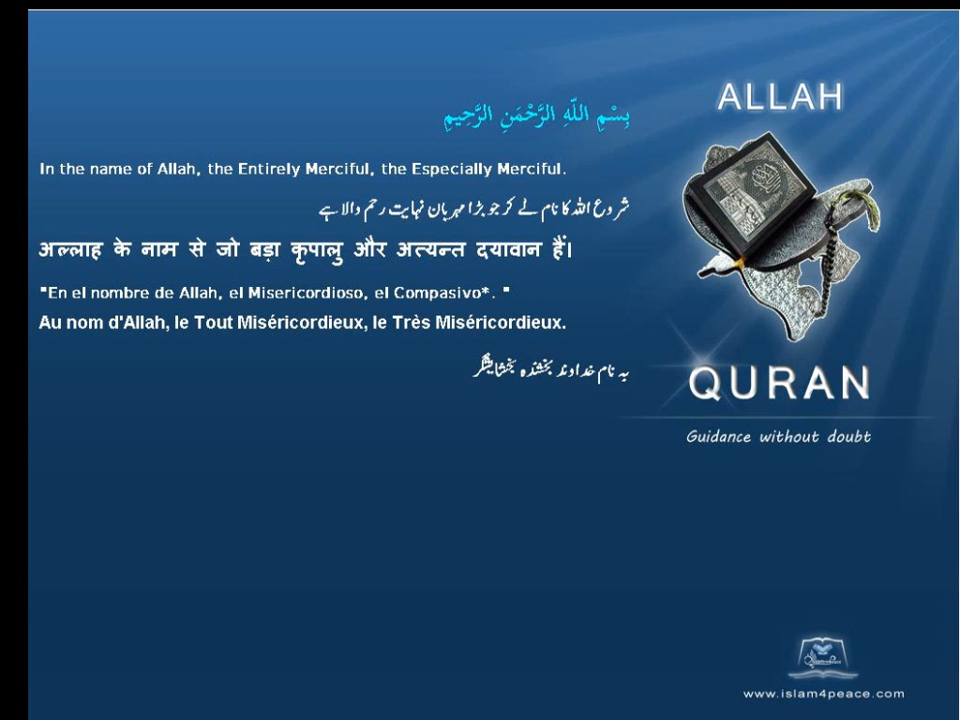 بِسْمِ اللَّهِ الرَّحْمَنِ الرَّحِيمِ
In the name of Allah, the Entirely Merciful, the Especially Merciful.
شروع الله کا نام لے کر جو بڑا مہربان نہایت رحم والا ہے
अल्लाह के नाम से जो बड़ा कृपालु और अत्यन्त दयावान हैं।
"En el nombre de Allah, el Misericordioso, el Compasivo*. "
Au nom d'Allah, le Tout Miséricordieux, le Très Miséricordieux.
به نام خداوند بخشنده بخشایشگر
ALLAH
QURAN
Guidance without doubt
www.islam4peace.com